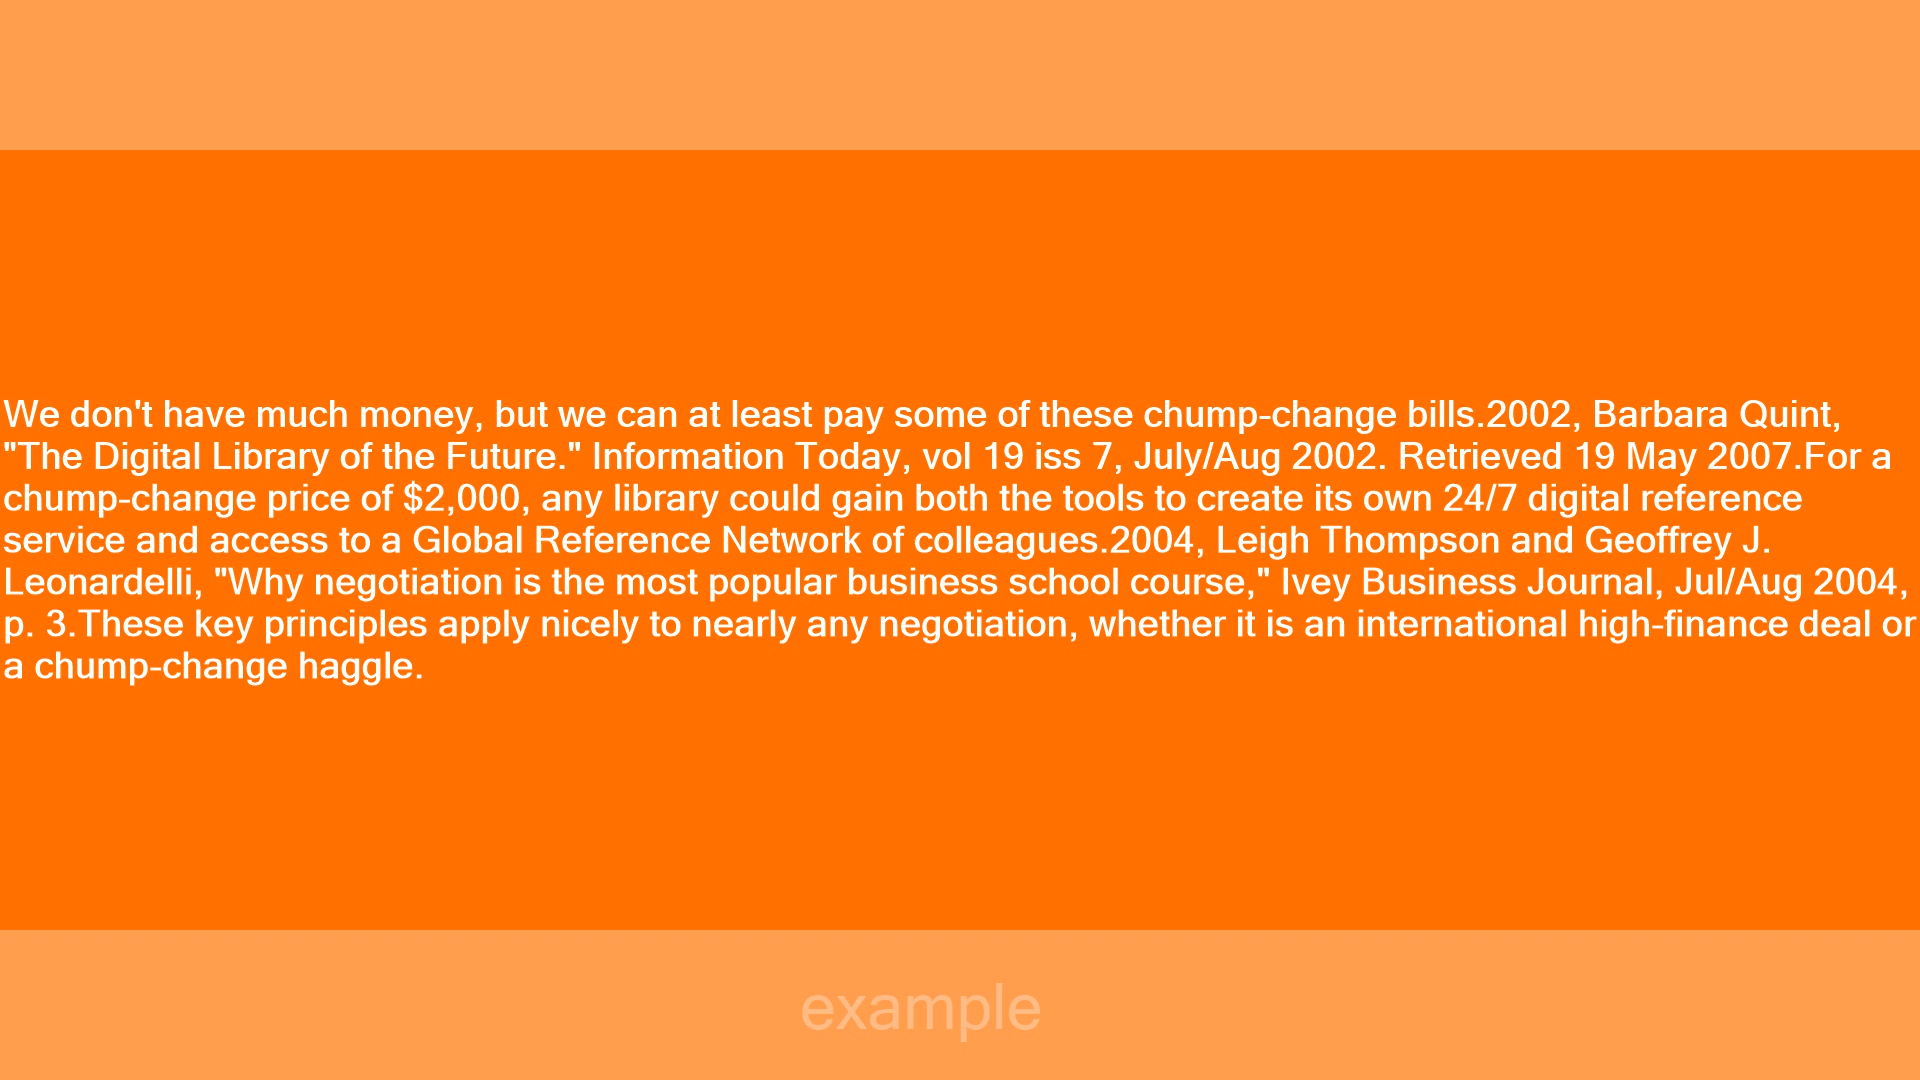 We don't have much money, but we can at least pay some of these chump-change bills.2002, Barbara Quint,
"The Digital Library of the Future." Information Today, vol 19 iss 7, July/Aug 2002. Retrieved 19 May 2007.For a
chump-change price of $2,000, any library could gain both the tools to create its own 24/7 digital reference
service and access to a Global Reference Network of colleagues.2004, Leigh Thompson and Geoffrey J.
Leonardelli, "Why negotiation is the most popular business school course," Ivey Business Journal, Jul/Aug 2004,
p. 3.These key principles apply nicely to nearly any negotiation, whether it is an international high-finance deal or
a chump-change haggle.
example